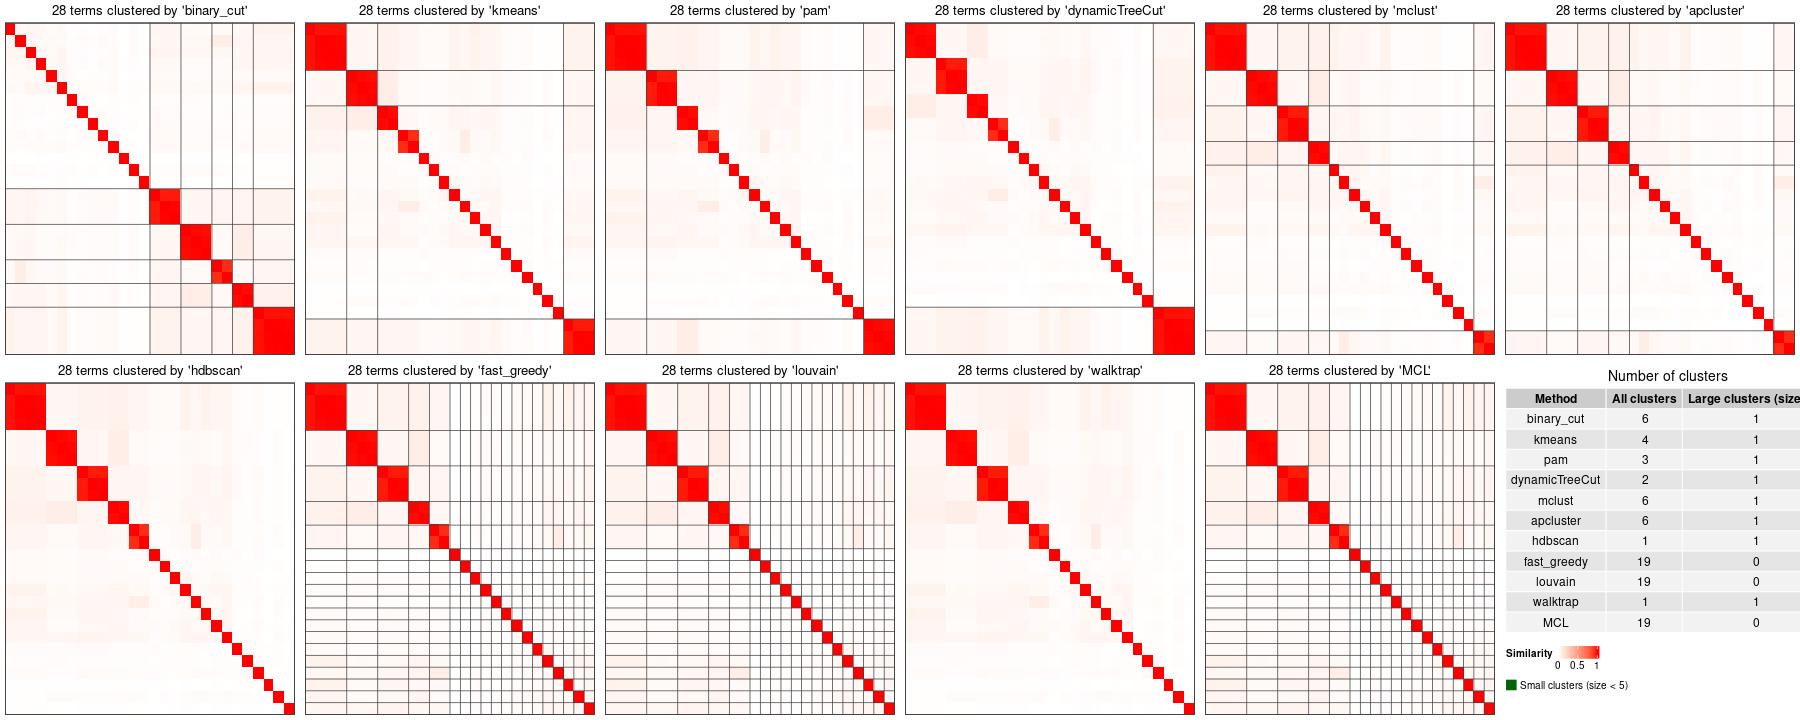 28 terms clustered by 'binary_cut'
28 terms clustered by 'kmeans'
28 terms clustered by 'pam'
28 terms clustered by 'dynamicTreeCut'
28 terms clustered by 'mclust'
28 terms clustered by 'apcluster'
28 terms clustered by 'hdbscan'
28 terms clustered by 'fast_greedy'
28 terms clustered by 'louvain'
28 terms clustered by 'walktrap'
28 terms clustered by 'MCL'
Number of clusters
Method All clusters Large clusters (size
binary_cut 6 1
kmeans 4 1
pam 3 1
dynamicTreeCut 2 1
mclust 6 1
apcluster 6 1
hdbscan 1 1
fast_greedy 19 0
louvain 19 0
walktrap 1 1
MCL 19 0
Similarity
0 0.5 1
Small clusters (size < 5)